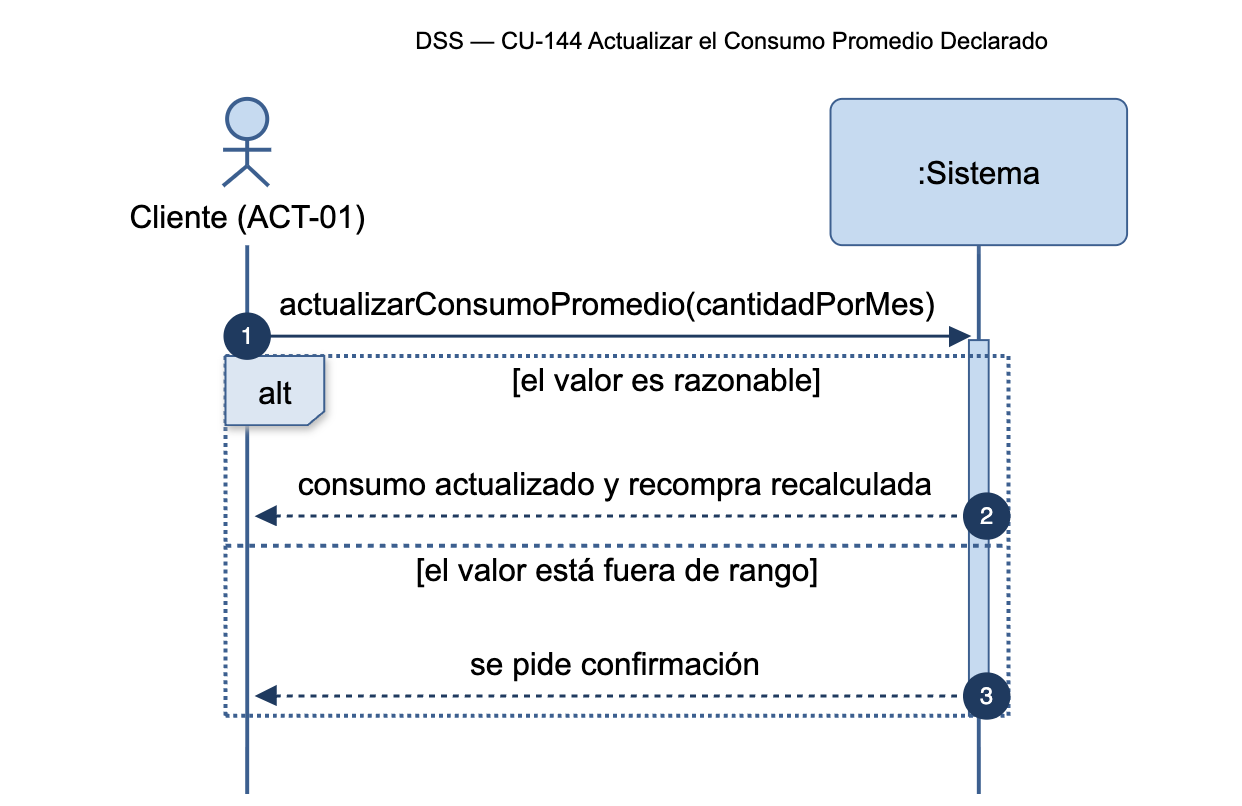 DSS — CU-144 Actualizar el Consumo Promedio Declarado
:Sistema
Cliente (ACT-01)
actualizarConsumoPromedio(cantidadPorMes)
1
alt
[el valor es razonable]
consumo actualizado y recompra recalculada
2
[el valor está fuera de rango]
se pide confirmación
3